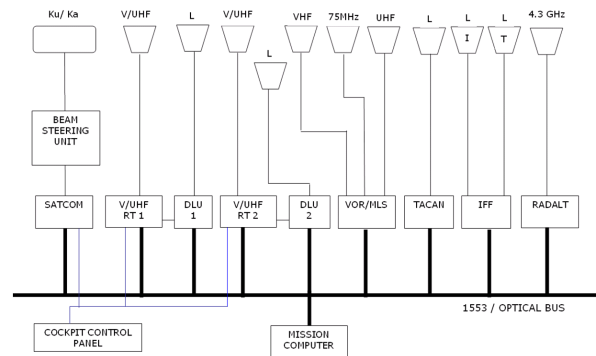 Ku/ Ka
V/UHF
L
V/UHF
VHF
75MHz
UHF
L
L
L
4.3 GHz
L
I
T
BEAM
STEERING
UNIT
SATCOM
V/UHF
RT 1
DLU
1
V/UHF
RT 2
DLU
2
VOR/MLS
TACAN
IFF
RADALT
1553 / OPTICAL BUS
COCKPIT CONTROL
PANEL
MISSION
COMPUTER